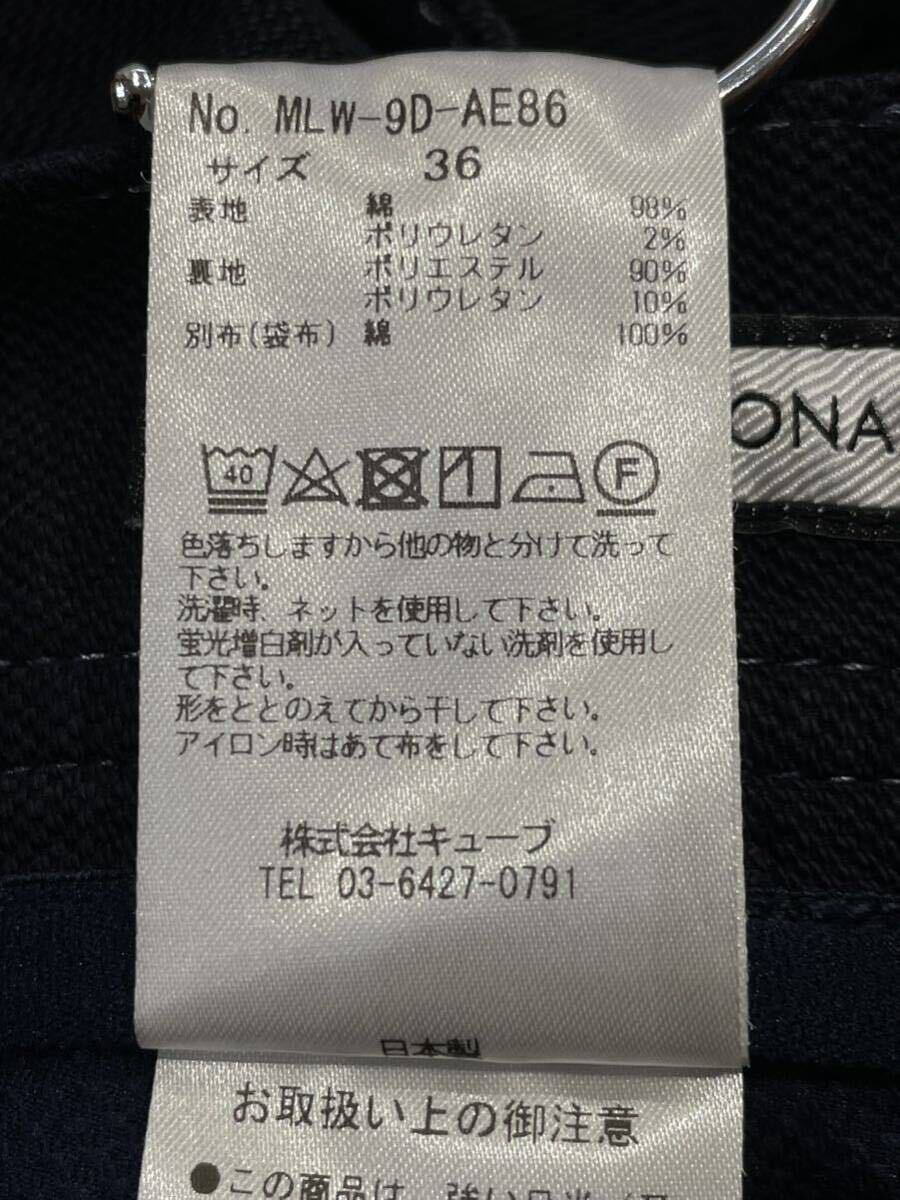 No. MLW-9D-AE86
サイズ 36
表地 綿 98%
ポリウレタン 2%
裏地 ポリエステル 90%
ポリウレタン 10%
別布(袋布) 綿 100%
40
F
色落ちしますから他の物と分けて洗って
下さい。
洗濯時、ネットを使用して下さい。
蛍光増白剤が入っていない洗剤を使用し
て下さい。
形をととのえてから干して下さい。
アイロン時はあて布をして下さい。
株式会社キューブ
TEL 03-6427-0791
日本製
お取扱い上の御注意
●この商品は、強い日光
ONA